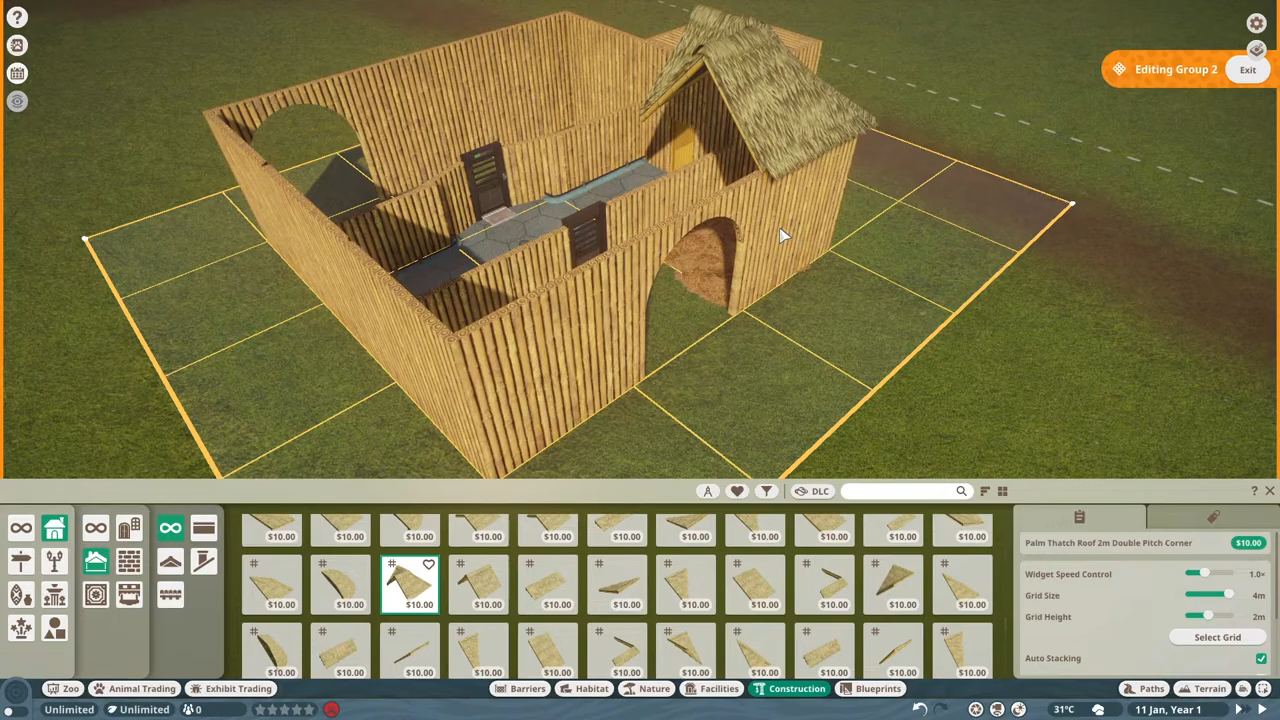 ?
Editing Group 2 Exit
DLC
? ×
$10.00 $10.00 $10.00 $10.00 $10.00 $10.00 $10.00 $10.00 $10.00 $10.00 $10.00
$10.00 $10.00 $10.00 $10.00 $10.00 $10.00 $10.00 $10.00 $10.00 $10.00 $10.00
$10.00 $10.00 $10.00 $10.00 $10.00 $10.00 $10.00 $10.00 $10.00 $10.00 $10.00
Palm Thatch Roof 2m Double Pitch Corner $10.00
Widget Speed Control 1.0×
Grid Size 4m
Grid Height 2m
Select Grid
Auto Stacking
Zoo Animal Trading Exhibit Trading Barriers Habitat Nature Facilities Construction Blueprints Paths Terrain
Unlimited Unlimited 0 31°C 11 Jan, Year 1